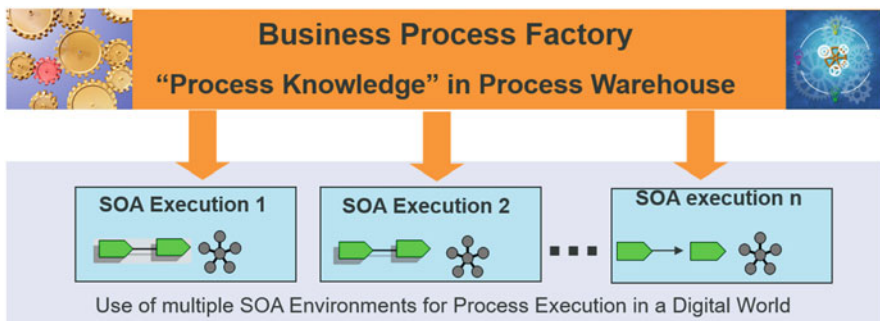 Business Process Factory
“Process Knowledge” in Process Warehouse
SOA Execution 1
SOA Execution 2
SOA execution n
Use of multiple SOA Environments for Process Execution in a Digital World